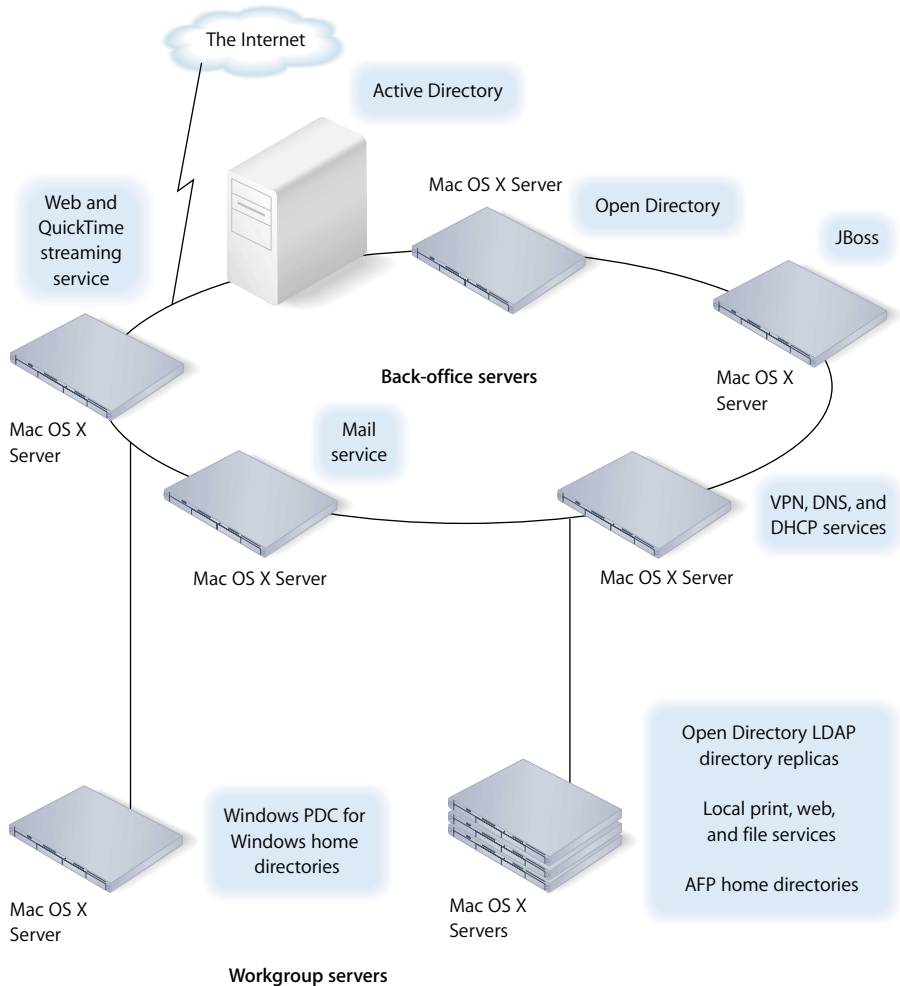 The Internet
Active Directory
Mac OS X Server
Open Directory
Web and
QuickTime
streaming
service
JBoss
Back-office servers
Mac OS X
Server
Mac OS X
Server
Mail
service
VPN, DNS, and
DHCP services
Mac OS X Server
Mac OS X Server
Open Directory LDAP
directory replicas
Local print, web,
and file services
AFP home directories
Windows PDC for
Windows home
directories
Mac OS X
Server
Mac OS X
Servers
Workgroup servers